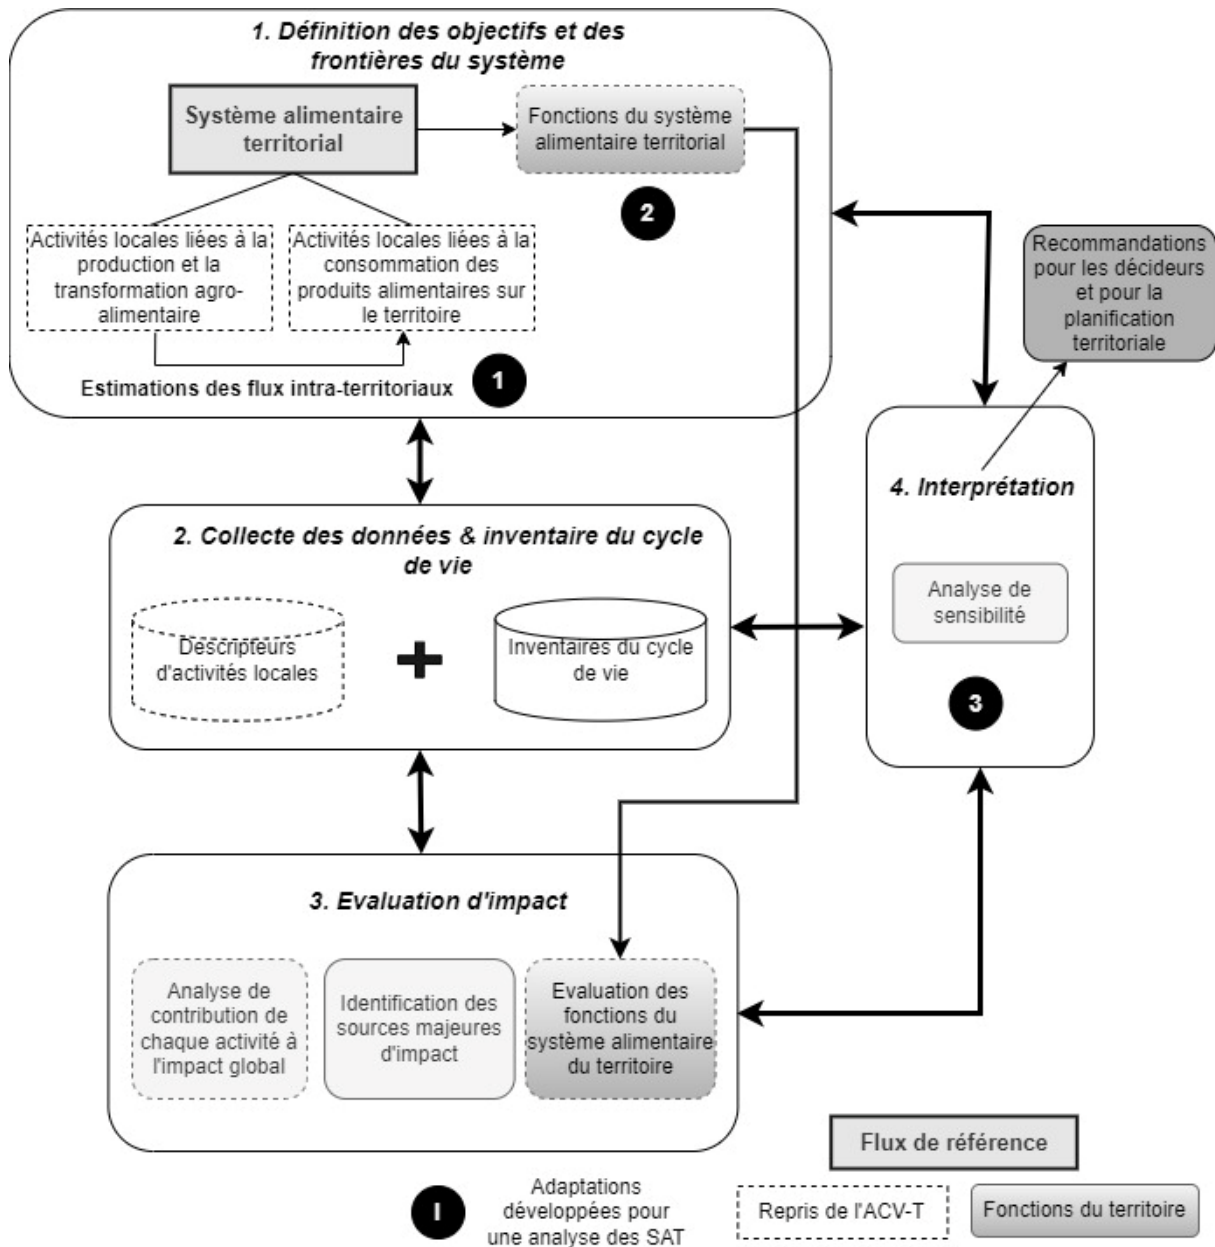 1. Définition des objectifs et des
frontières du système
Système alimentaire
territorial
Fonctions du système
alimentaire territorial
2
Activités locales liées à la
production et la
transformation agro-
alimentaire
Activités locales liées à la
consommation des
produits alimentaires sur
le territoire
Estimations des flux intra-territoriaux
1
Recommandations
pour les décideurs
et pour la
planification
territoriale
2. Collecte des données & inventaire du cycle
de vie
Descripteurs
d'activités locales
Inventaires du cycle
de vie
4. Interprétation
Analyse de
sensibilité
3
3. Evaluation d'impact
Analyse de
contribution de
chaque activité à
l'impact global
Identification des
sources majeures
d'impact
Evaluation des
fonctions du
système alimentaire
du territoire
Flux de référence
I
Adaptations
développées pour
une analyse des SAT
Repris de l'ACV-T
Fonctions du territoire